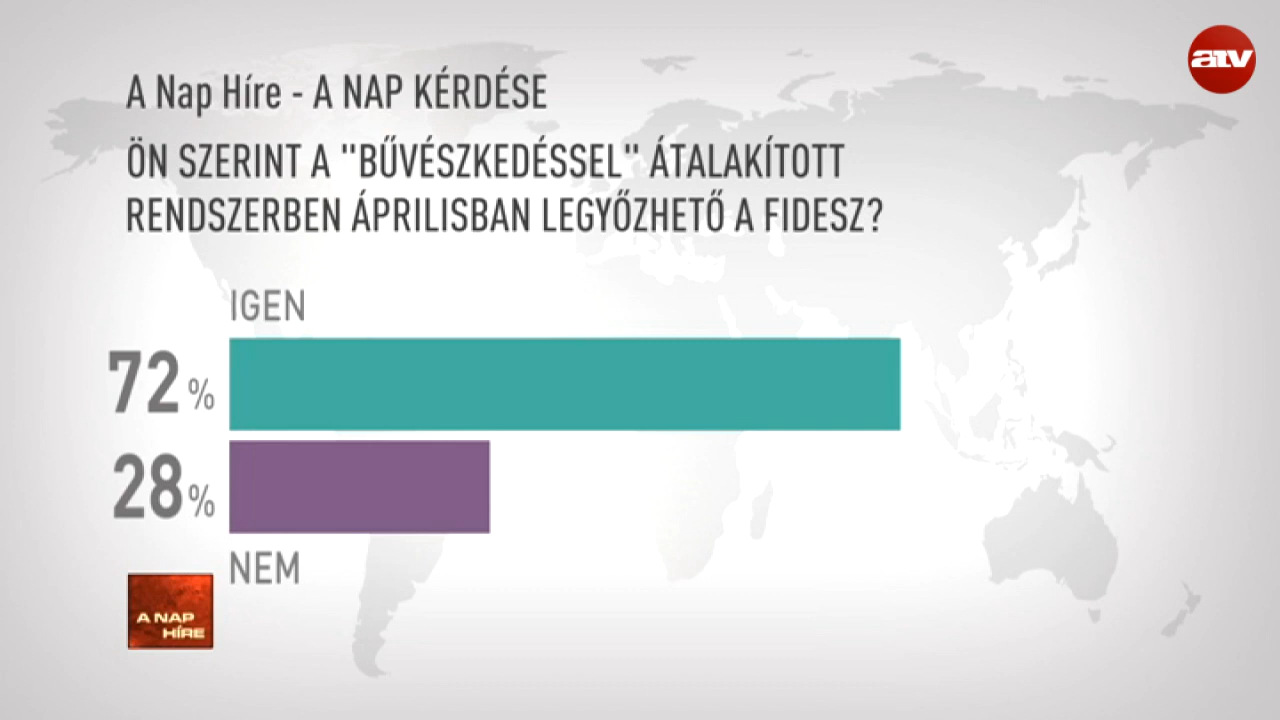 atv
A Nap Híre - A NAP KÉRDÉSE
ÖN SZERINT A "BŰVÉSZKEDÉSSEL" ÁTALAKÍTOTT
RENDSZERBEN ÁPRILISBAN LEGYŐZHETŐ A FIDESZ?
IGEN
72 %
28 %
NEM
A NAP
HÍRE